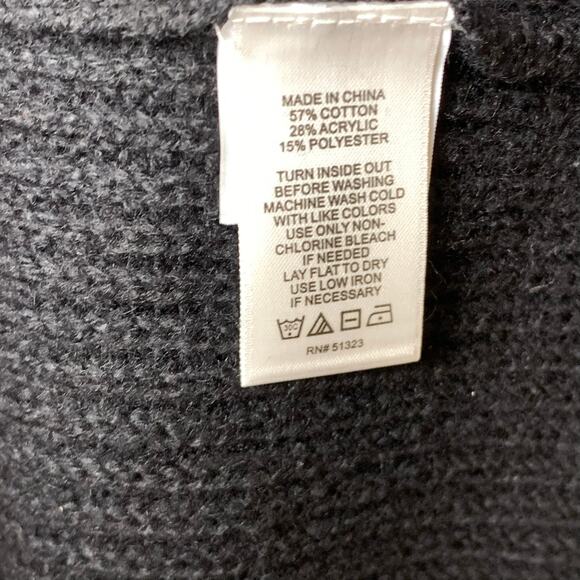 MADE IN CHINA
57% COTTON
28% ACRYLIC
15% POLYESTER
TURN INSIDE OUT
BEFORE WASHING
MACHINE WASH COLD
WITH LIKE COLORS
USE ONLY NON-
CHLORINE BLEACH
IF NEEDED
LAY FLAT TO DRY
USE LOW IRON
IF NECESSARY
30C
RN# 51323